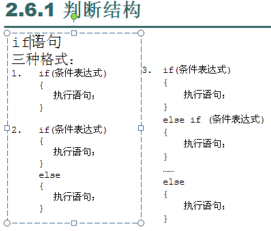 2.6.1 判断结构
if语句
三种格式：
1. if(条件表达式)
{
执行语句；
}
2. if(条件表达式)
{
执行语句；
}
else
{
执行语句；
}
3. if(条件表达式)
{
执行语句；
}
else if (条件表达式)
{
执行语句；
}
……
else
{
执行语句；
}